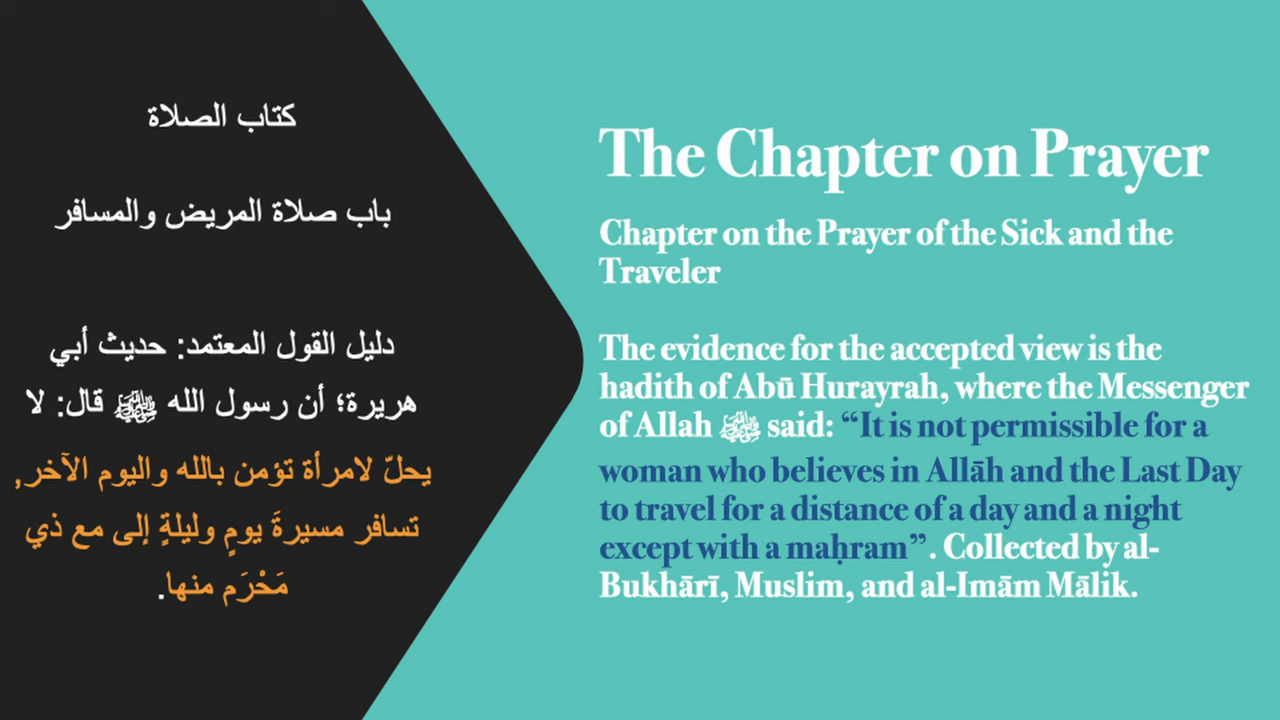 كتاب الصلاة
باب صلاة المريض والمسافر
دليل القول المعتمد: حديث أبي
هريرة؛ أن رسول الله ﷺ قال: لا
يحلّ لامرأة تؤمن بالله واليوم الآخر,
تسافر مسيرةَ يومٍ وليلةٍ إلى مع ذي
مَحْرَم منها.
The Chapter on Prayer
Chapter on the Prayer of the Sick and the
Traveler
The evidence for the accepted view is the
hadith of Abū Hurayrah, where the Messenger
of Allah ﷺ said: “It is not permissible for a
woman who believes in Allāh and the Last Day
to travel for a distance of a day and a night
except with a maḥram”. Collected by al-
Bukhārī, Muslim, and al-Imām Mālik.